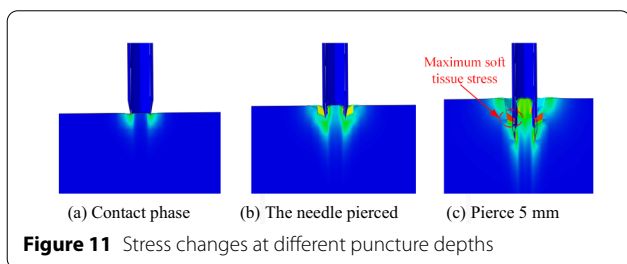 Maximum soft
tissue stress
(a) Contact phase
(b) The needle pierced
(c) Pierce 5 mm
Figure 11 Stress changes at different puncture depths